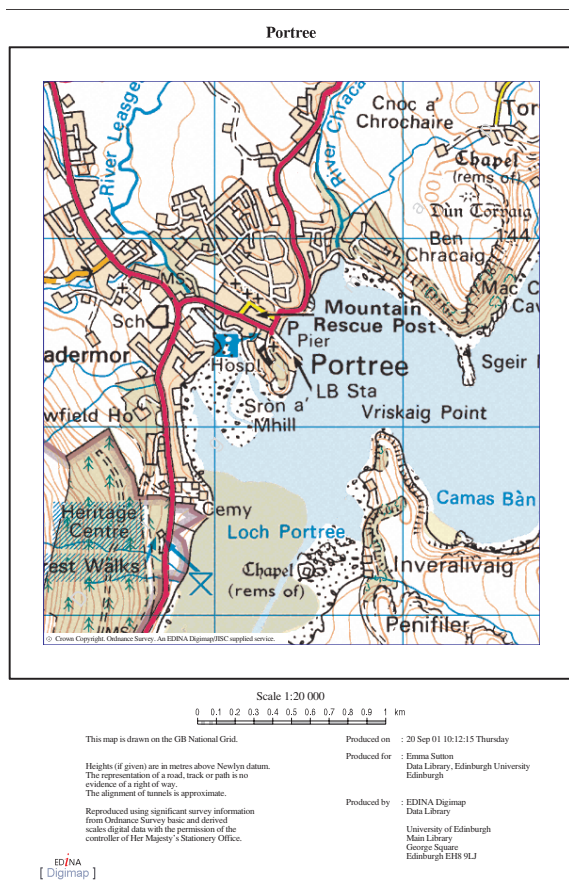 Portree
River Leasge
River Chraca
Cnoc a'
Chrochaire
Tor
Chapel
(rems of)
Dùn Torvaig
Ben
Chracaig
144
MS
Mac C
Cav
Sch
Mountain
Rescue Post
P
Pier
adermor
Hospl
Portree
Sgeir
LB Sta
Sròn a'
Mhill
Vriskaig Point
wfield Ho
Camas Bàn
Cemy
Heritage
Centre
Loch Portree
rest Walks
Chapel
(rems of)
Inveralivaig
Penifiler
MS
© Crown Copyright. Ordnance Survey. An EDINA Digimap/JISC supplied service.
Scale 1:20 000
0 0.1 0.2 0.3 0.4 0.5 0.6 0.7 0.8 0.9 1 km
This map is drawn on the GB National Grid.
Heights (if given) are in metres above Newlyn datum.
The representation of a road, track or path is no
evidence of a right of way.
The alignment of tunnels is approximate.
Reproduced using significant survey information
from Ordnance Survey basic and derived
scales digital data with the permission of the
controller of Her Majesty's Stationery Office.
Produced on : 20 Sep 01 10:12:15 Thursday
Produced for : Emma Sutton
Data Library, Edinburgh University
Edinburgh
Produced by : EDINA Digimap
Data Library
University of Edinburgh
Main Library
George Square
Edinburgh EH8 9LJ
EDINA
[ Digimap ]